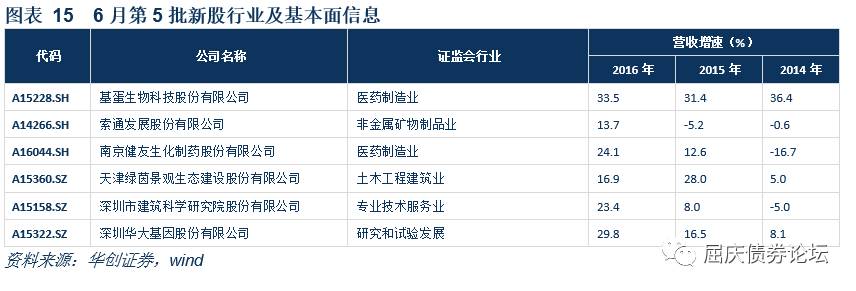 图表 15 6 月第 5 批新股行业及基本面信息
代码 公司名称 证监会行业 营收增速（%）
2016 年 2015 年 2014 年
A15228.SH 基蛋生物科技股份有限公司 医药制造业 33.5 31.4 36.4
A14266.SH 索通发展股份有限公司 非金属矿物制品业 13.7 -5.2 -0.6
A16044.SH 南京健友生化制药股份有限公司 医药制造业 24.1 12.6 -16.7
A15360.SZ 天津绿茵景观生态建设股份有限公司 土木工程建筑业 16.9 28.0 5.0
A15158.SZ 深圳市建筑科学研究院股份有限公司 专业技术服务业 23.4 8.0 -5.0
A15322.SZ 深圳华大基因股份有限公司 研究和试验发展 29.8 16.5 8.1
资料来源：华创证券，wind
屈庆债券论坛